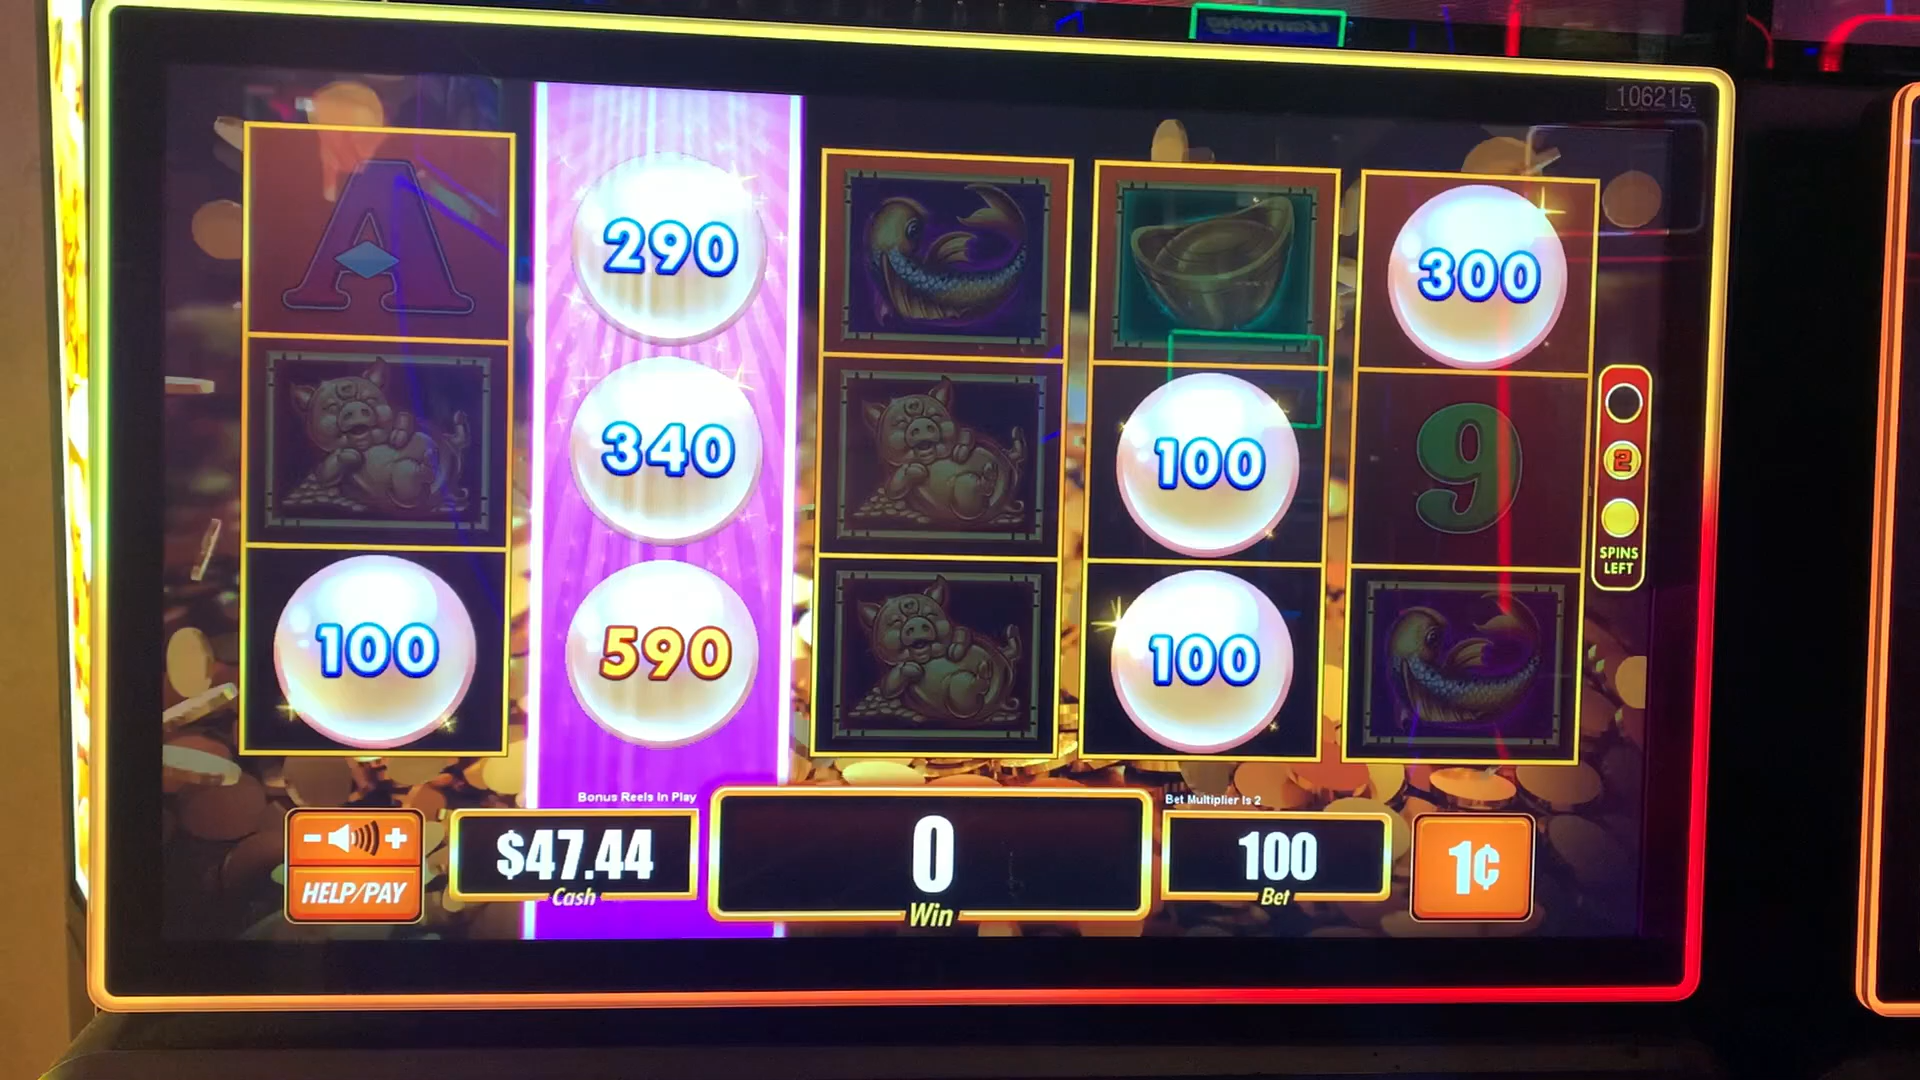 106215
A
290
300
340
100
9
2
SPINS
LEFT
100
590
100
Bonus Reels In Play
Bet Multiplier Is 2
- +
HELP/PAY
$47.44
Cash
0
Win
100
Bet
1¢